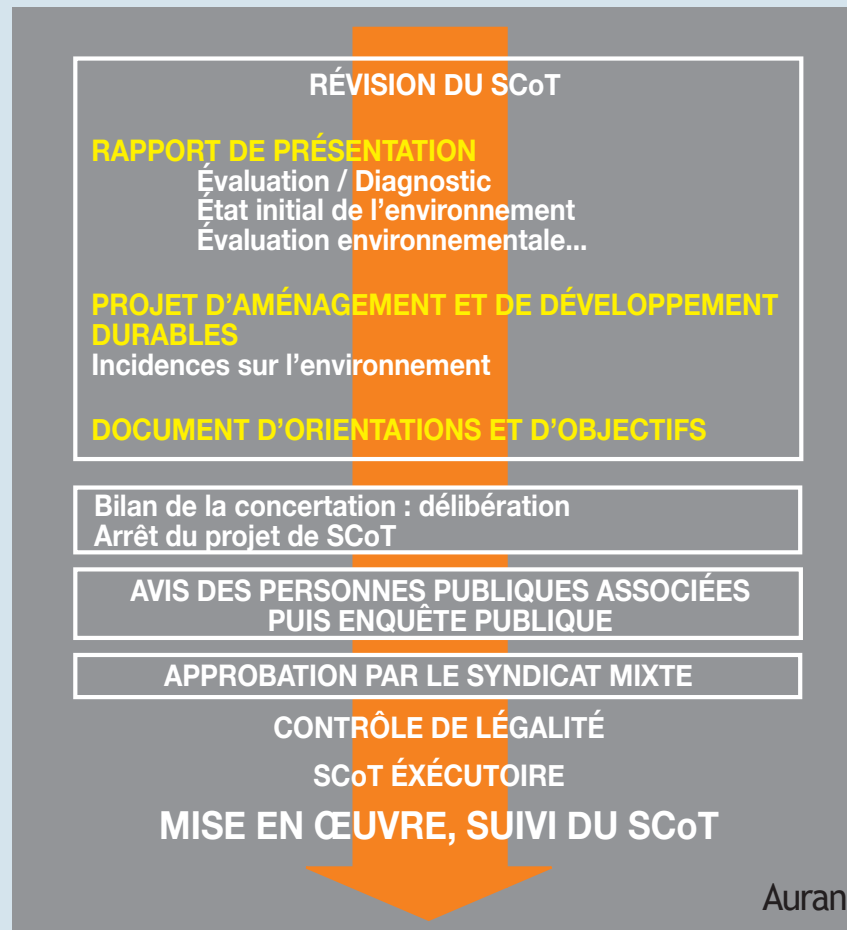 RÉVISION DU SCoT
RAPPORT DE PRÉSENTATION
Évaluation / Diagnostic
État initial de l'environnement
Évaluation environnementale...
PROJET D'AMÉNAGEMENT ET DE DÉVELOPPEMENT
DURABLES
Incidences sur l'environnement
DOCUMENT D'ORIENTATIONS ET D'OBJECTIFS
Bilan de la concertation : délibération
Arrêt du projet de SCoT
AVIS DES PERSONNES PUBLIQUES ASSOCIÉES
PUIS ENQUÊTE PUBLIQUE
APPROBATION PAR LE SYNDICAT MIXTE
CONTRÔLE DE LÉGALITÉ
SCoT ÉXÉCUTOIRE
MISE EN ŒUVRE, SUIVI DU SCoT
Auran